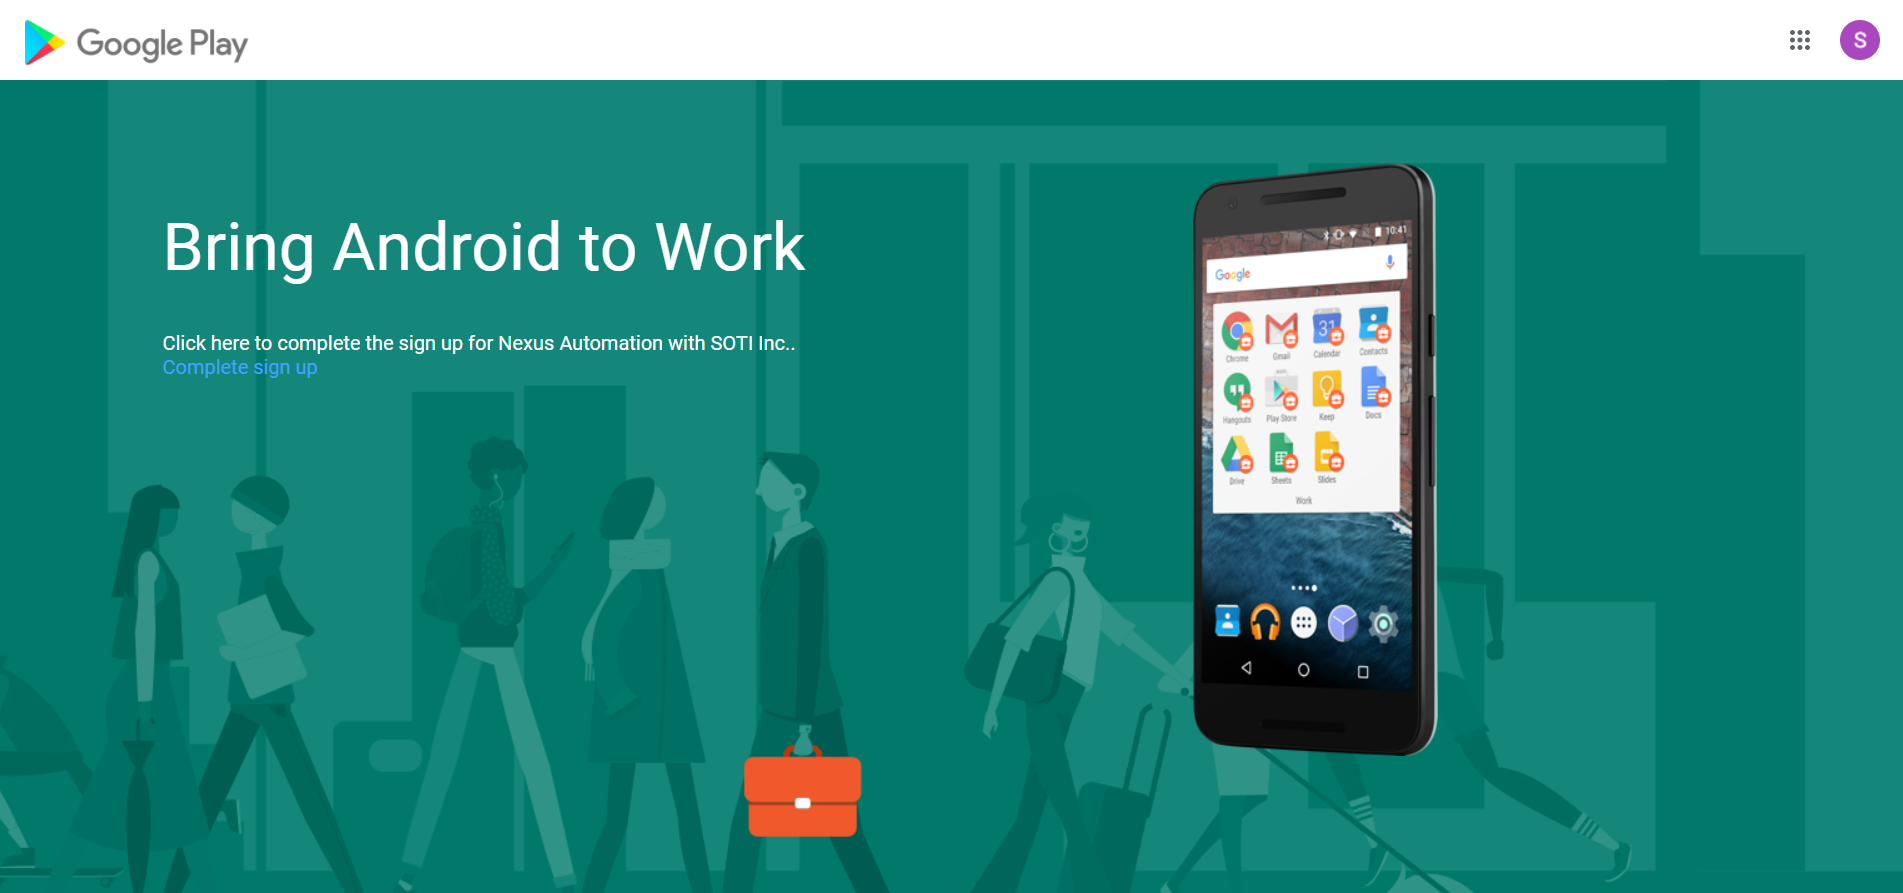 Google Play
S
Bring Android to Work
Click here to complete the sign up for Nexus Automation with SOTI Inc..
Complete sign up
10:41
Google
31
Chrome
Gmail
Calendar
Contacts
Hangouts
Play Store
Keep
Docs
Drive
Sheets
Slides
Work